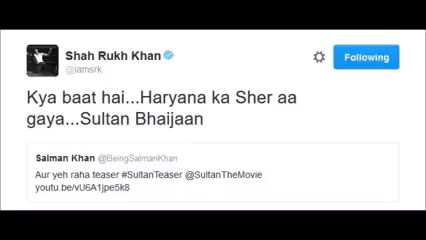 Shah Rukh Khan
@iamsrk
Following
Kya baat hai...Haryana ka Sher aa
gaya...Sultan Bhaijaan
Salman Khan @BeingSalmanKhan
Aur yeh raha teaser #SultanTeaser @SultanTheMovie
youtu.be/vU6A1jpe5k8